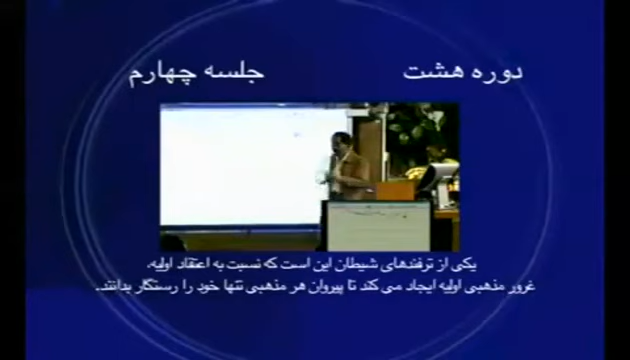 دوره هشت
جلسه چهارم
یکی از ترفندهای شیطان این است که نسبت به اعتقاد اولیه،
غرور مذهبی اولیه ایجاد می کند تا پیروان هر مذهبی تنها خود را رستگار بدانند..